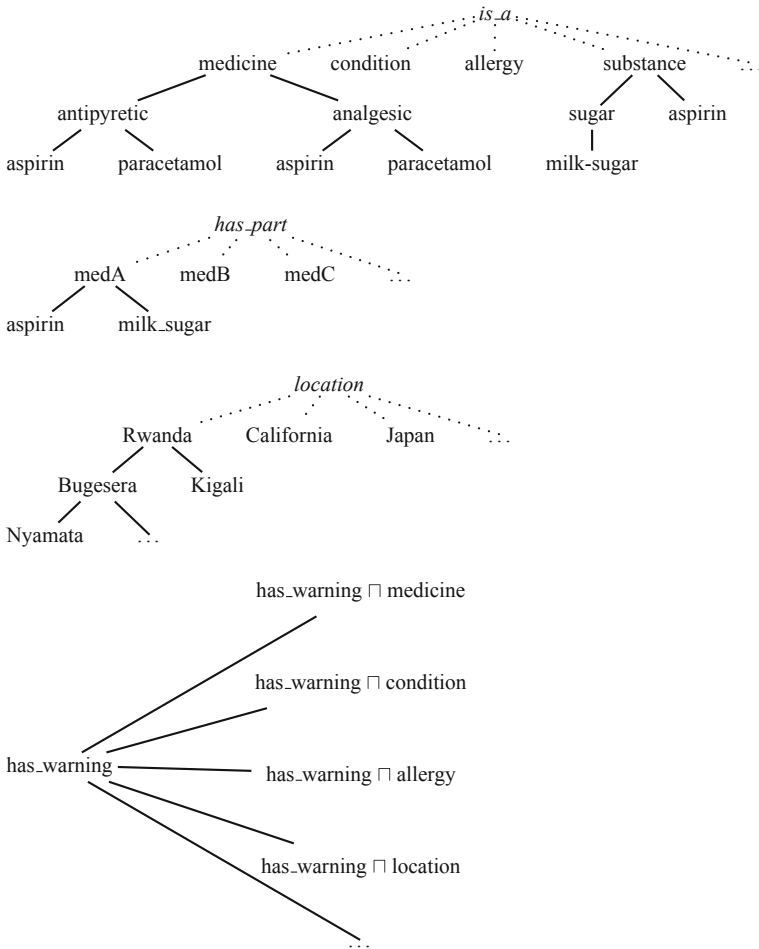 is_a
medicine condition allergy substance ...
antipyretic analgesic sugar aspirin
aspirin paracetamol aspirin paracetamol milk-sugar
has_part
medA medB medC ...
aspirin milk_sugar
location
Rwanda California Japan ...
Bugesera Kigali
Nyamata ...
has_warning ⊓ medicine
has_warning ⊓ condition
has_warning
has_warning ⊓ allergy
has_warning ⊓ location
...